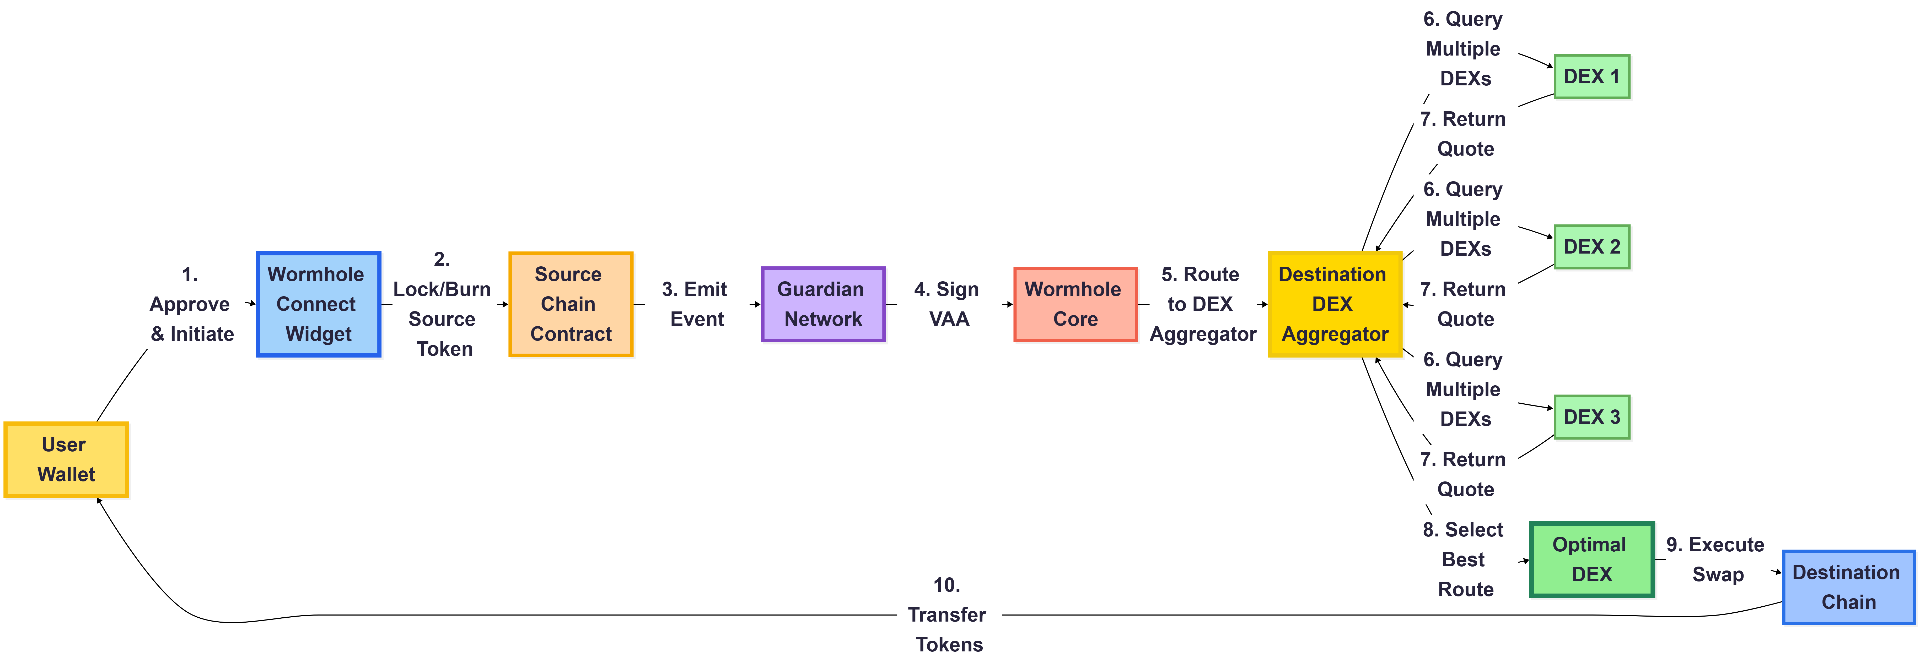 User
Wallet
1.
Approve
& Initiate
Wormhole
Connect
Widget
2.
Lock/Burn
Source
Token
Source
Chain
Contract
3. Emit
Event
Guardian
Network
4. Sign
VAA
Wormhole
Core
5. Route
to DEX
Aggregator
Destination
DEX
Aggregator
6. Query
Multiple
DEXs
DEX 1
7. Return
Quote
6. Query
Multiple
DEXs
DEX 2
7. Return
Quote
6. Query
Multiple
DEXs
DEX 3
7. Return
Quote
8. Select
Best
Route
Optimal
DEX
9. Execute
Swap
Destination
Chain
10.
Transfer
Tokens